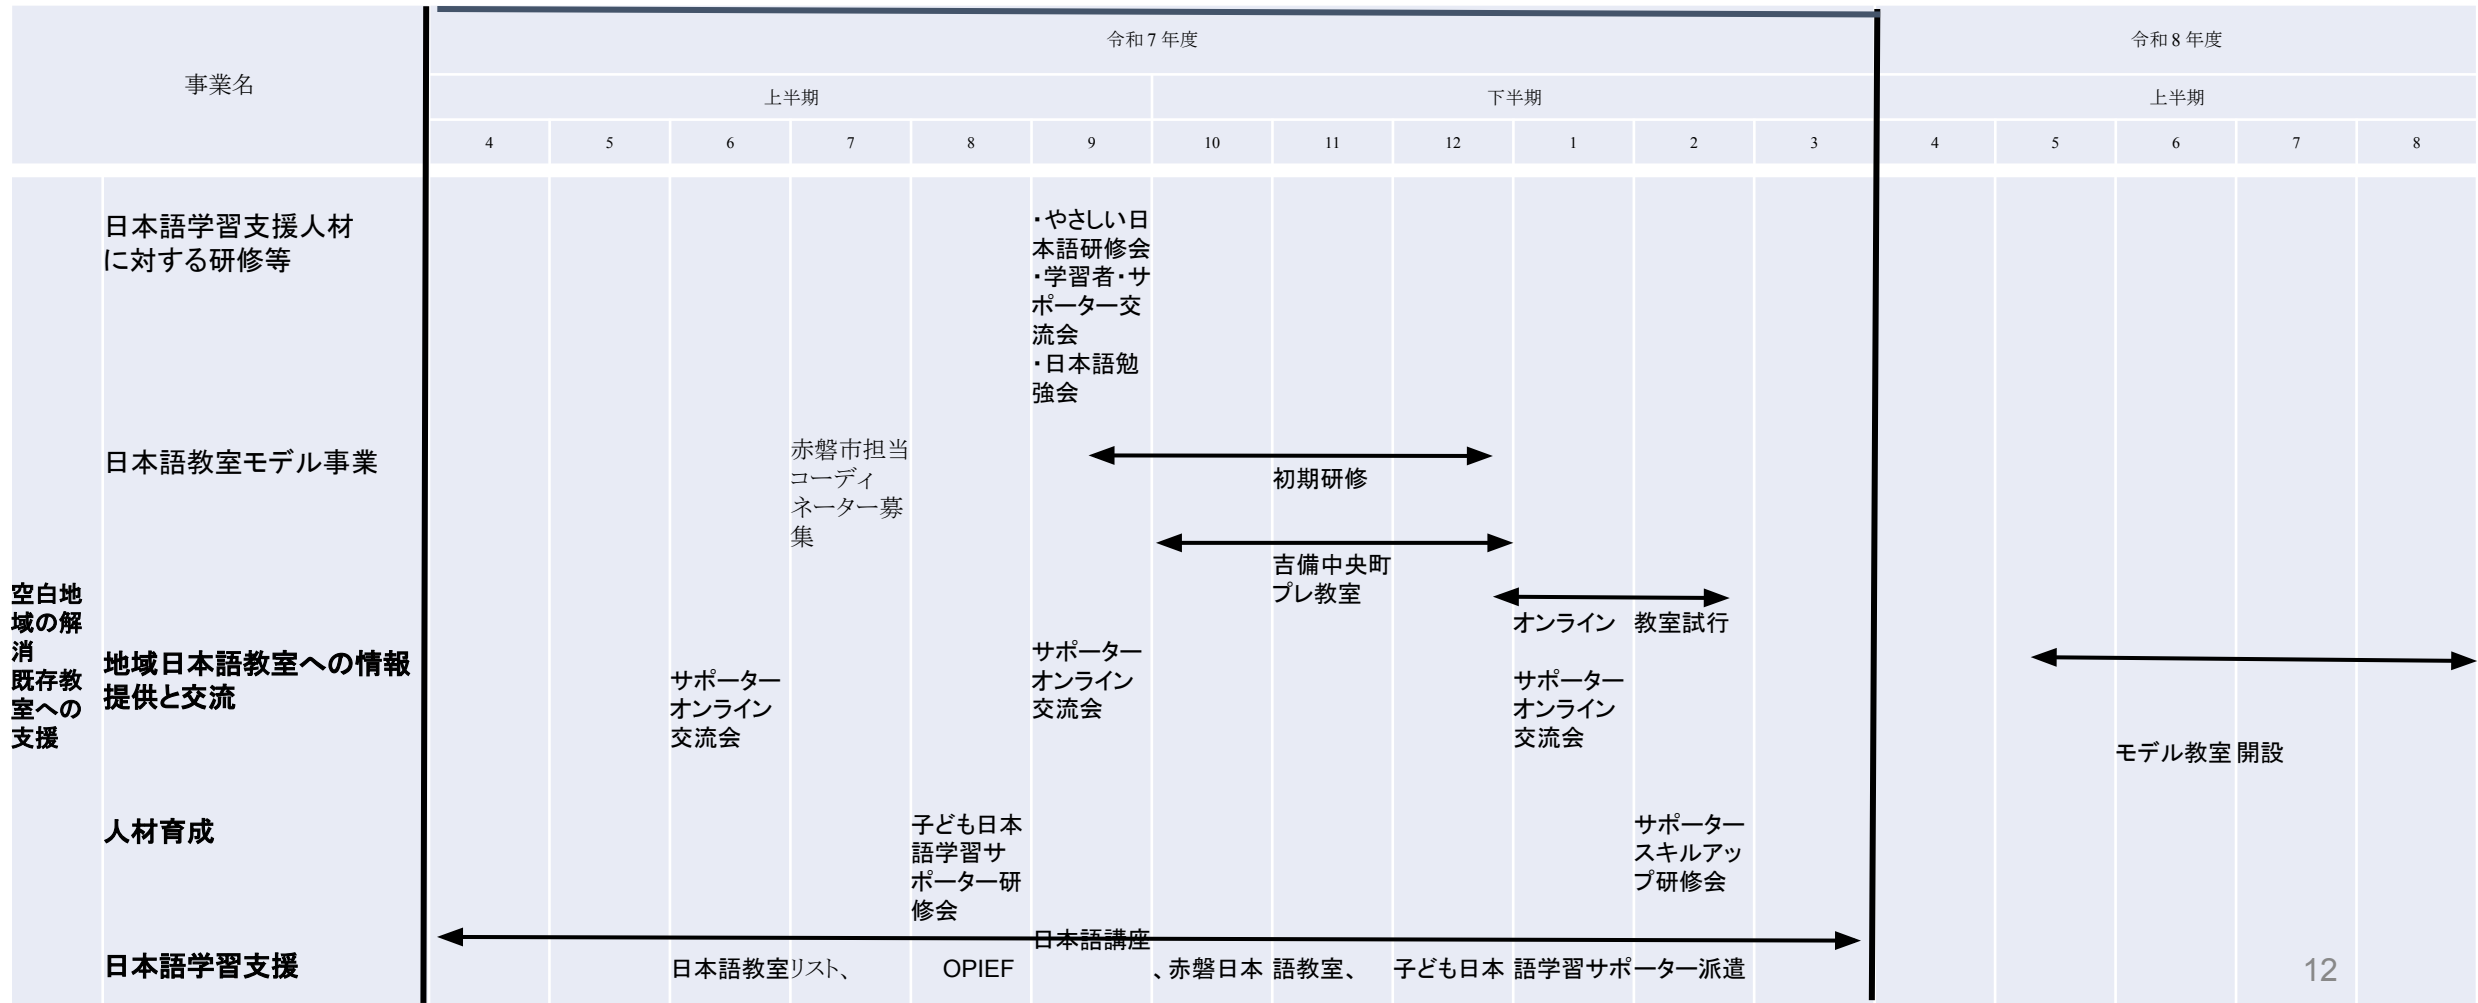 事業名
令和7年度
令和8年度
上半期
下半期
上半期
4 5 6 7 8 9 10 11 12 1 2 3 4 5 6 7 8
空白地
域の解
消
既存教
室への
支援
日本語学習支援人材
に対する研修等
・やさしい日
本語研修会
・学習者・サ
ポーター交
流会
・日本語勉
強会
日本語教室モデル事業
赤磐市担当
コーディ
ネーター募
集
初期研修
吉備中央町
プレ教室
オンライン 教室試行
地域日本語教室への情報
提供と交流
サポーター
オンライン
交流会
サポーター
オンライン
交流会
サポーター
オンライン
交流会
モデル教室 開設
人材育成
子ども日本
語学習サ
ポーター研
修会
サポーター
スキルアッ
プ研修会
日本語学習支援
日本語講座
日本語教室リスト、 OPIEF 、赤磐日本 語教室、 子ども日本 語学習サポーター派遣
12